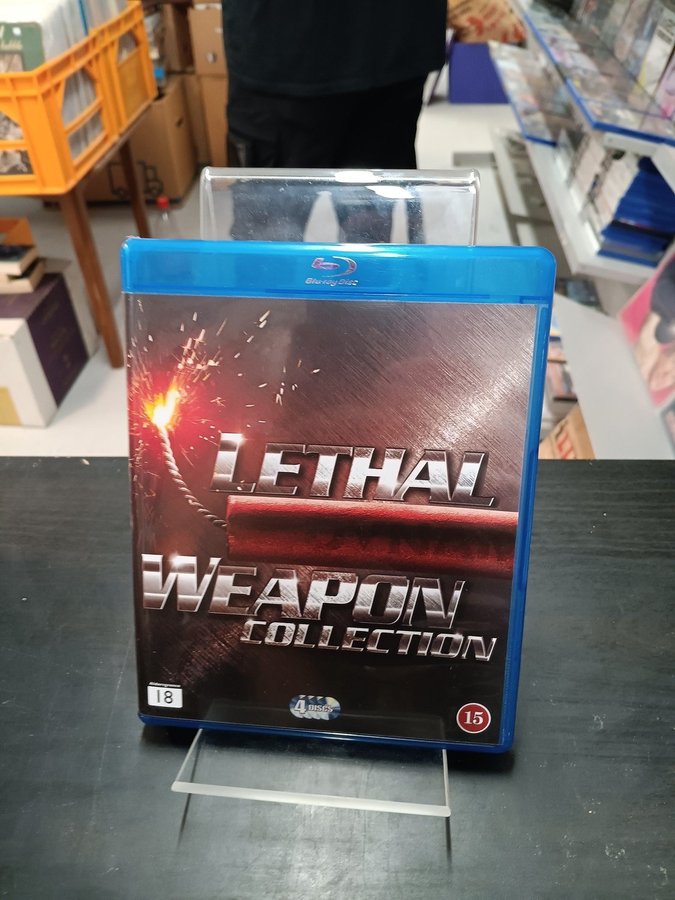 Blu-ray Disc
LETHAL
WEAPON
COLLECTION
18
4 DISCS
15